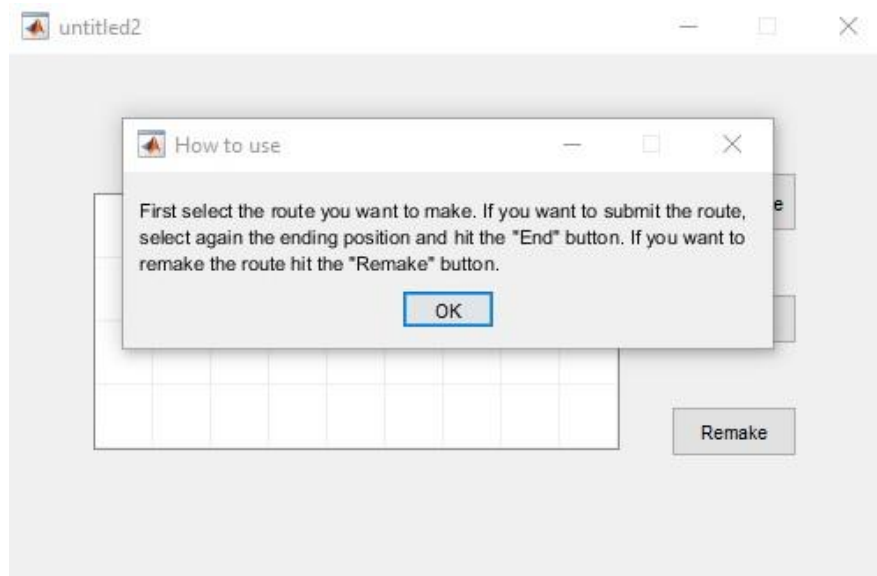 untitled2
How to use
First select the route you want to make. If you want to submit the route,
select again the ending position and hit the "End" button. If you want to
remake the route hit the "Remake" button.
OK
Remake